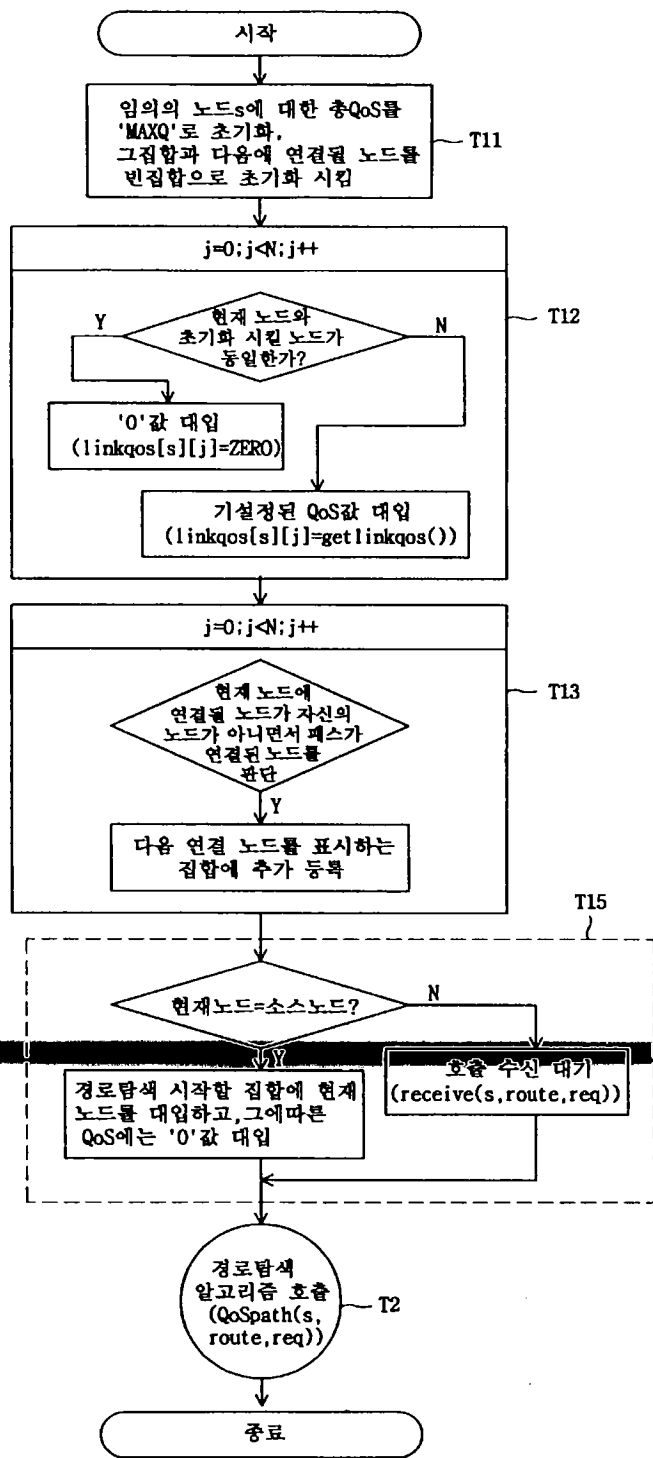 시작
임의의 노드s에 대한 총QoS를
'MAXQ'로 초기화,
그집합과 다음에 연결될 노드를
빈집합으로 초기화 시킴
T11
j=0;j<N;j++
T12
현재 노드와
초기화 시킬 노드가
동일한가?
Y
N
'0'값 대입
(linkqos[s][j]=ZERO)
기설정된 QoS값 대입
(linkqos[s][j]=getlinkqos())
j=0;j<N;j++
T13
현재 노드에
연결될 노드가 자신의
노드가 아니면서 패스가
연결된 노드를
판단
Y
다음 연결 노드를 표시하는
집합에 추가 등록
T15
현재노드=소스노드?
N
Y
경로탐색 시작할 집합에 현재
노드를 대입하고,그에따른
QoS에는 '0'값 대입
호출 수신 대기
(receive(s,route,req))
경로탐색
알고리즘 호출
(QoSpath(s,
route,req))
T2
종료